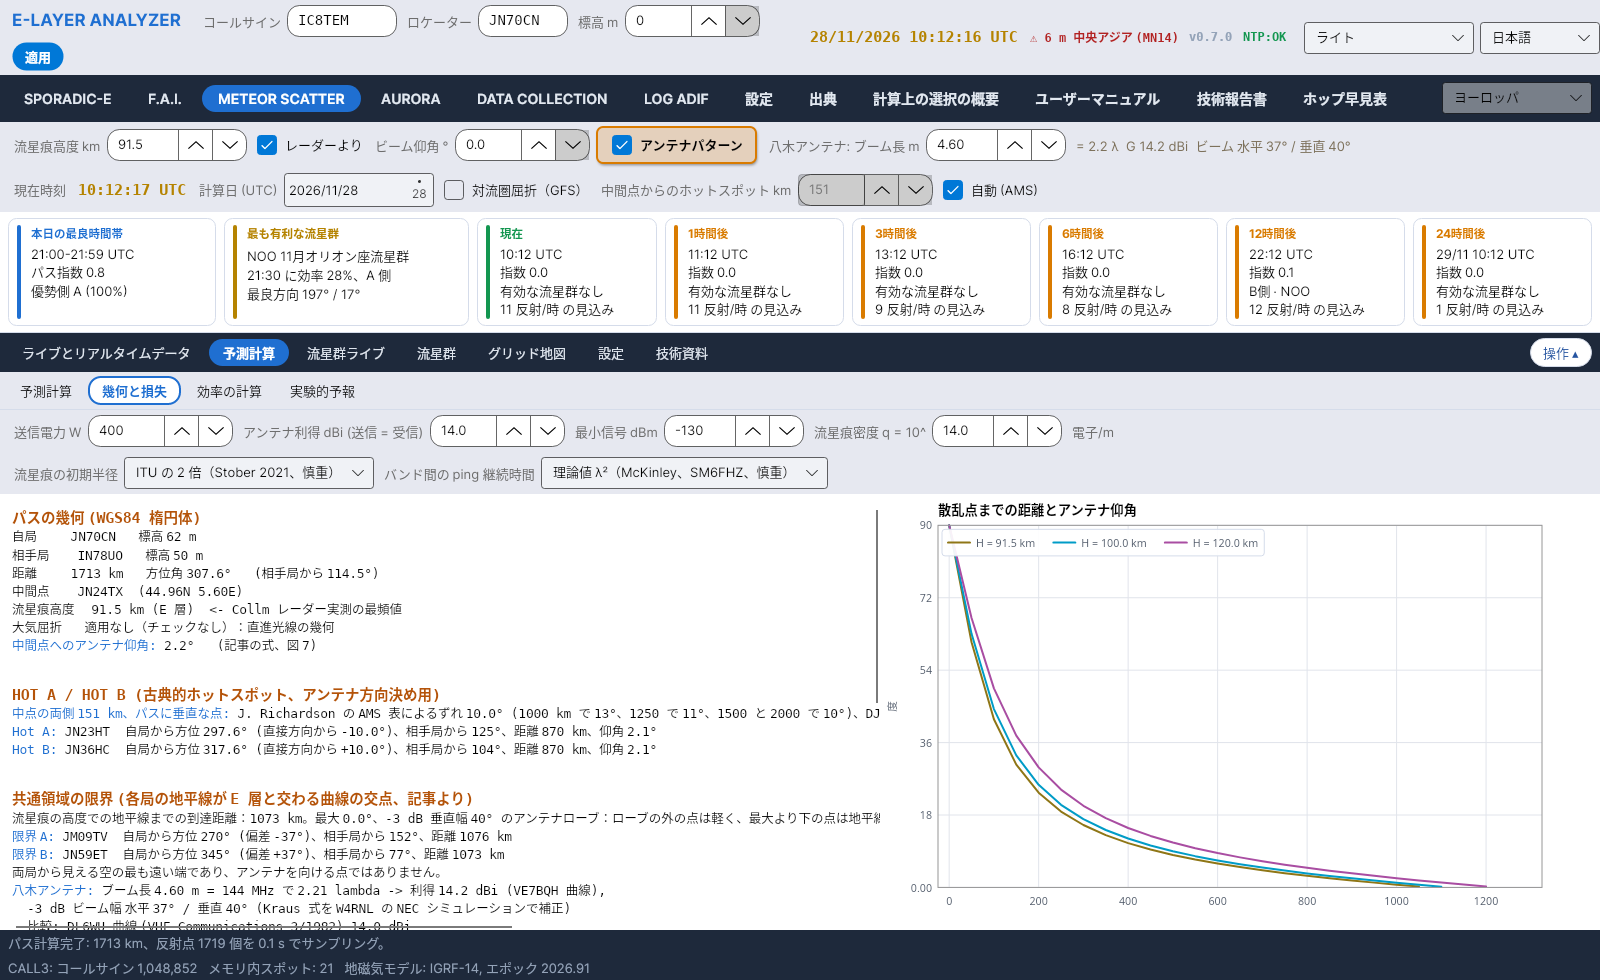 E-LAYER ANALYZER コールサイン IC8TEM ロケーター JN70CN 標高 m 0
適用
28/11/2026 10:12:16 UTC ⚠ 6 m 中央アジア (MN14) v0.7.0 NTP:OK ライト 日本語
SPORADIC-E F.A.I. METEOR SCATTER AURORA DATA COLLECTION LOG ADIF 設定 出典 計算上の選択の概要 ユーザーマニュアル 技術報告書 ホップ早見表 ヨーロッパ
流星痕高度 km 91.5 レーダーより ビーム仰角 ° 0.0 アンテナパターン 八木アンテナ: ブーム長 m 4.60 = 2.2 λ G 14.2 dBi ビーム 水平 37° / 垂直 40°
現在時刻 10:12:17 UTC 計算日 (UTC) 2026/11/28 28 対流圏屈折（GFS） 中間点からのホットスポット km 151 自動 (AMS)
本日の最良時間帯
21:00-21:59 UTC
パス指数 0.8
優勢側 A (100%)
最も有利な流星群
NOO 11月オリオン座流星群
21:30 に効率 28%、A 側
最良方向 197° / 17°
現在
10:12 UTC
指数 0.0
有効な流星群なし
11 反射/時 の見込み
1時間後
11:12 UTC
指数 0.0
有効な流星群なし
11 反射/時 の見込み
3時間後
13:12 UTC
指数 0.0
有効な流星群なし
9 反射/時 の見込み
6時間後
16:12 UTC
指数 0.0
有効な流星群なし
8 反射/時 の見込み
12時間後
22:12 UTC
指数 0.1
B側 · NOO
12 反射/時 の見込み
24時間後
29/11 10:12 UTC
指数 0.0
有効な流星群なし
1 反射/時 の見込み
ライブとリアルタイムデータ 予測計算 流星群ライブ 流星群 グリッド地図 設定 技術資料 操作 ▴
予測計算 幾何と損失 効率の計算 実験的予報
送信電力 W 400 アンテナ利得 dBi (送信 = 受信) 14.0 最小信号 dBm -130 流星痕密度 q = 10^ 14.0 電子/m
流星痕の初期半径 ITU の 2 倍（Stober 2021、慎重） バンド間の ping 継続時間 理論値 λ²（McKinley、SM6FHZ、慎重）
パスの幾何 (WGS84 楕円体)
自局 JN70CN 標高 62 m
相手局 IN78UO 標高 50 m
距離 1713 km 方位角 307.6° (相手局から 114.5°)
中間点 JN24TX (44.96N 5.60E)
流星痕高度 91.5 km (E 層) <- Collm レーダー実測の最頻値
大気屈折 適用なし（チェックなし）：直進光線の幾何
中間点へのアンテナ仰角: 2.2° (記事の式、図 7)
HOT A / HOT B (古典的ホットスポット、アンテナ方向決め用)
中点の両側 151 km、パスに垂直な点: J. Richardson の AMS 表によるずれ 10.0° (1000 km で 13°、1250 で 11°、1500 と 2000 で 10°)、DJ
Hot A: JN23HT 自局から方位 297.6° (直接方向から -10.0°)、相手局から 125°、距離 870 km、仰角 2.1°
Hot B: JN36HC 自局から方位 317.6° (直接方向から +10.0°)、相手局から 104°、距離 870 km、仰角 2.1°
共通領域の限界 (各局の地平線が E 層と交わる曲線の交点、記事より)
流星痕の高度での地平線までの到達距離：1073 km。最大 0.0°、-3 dB 垂直幅 40° のアンテナローブ：ローブの外の点は軽く、最大より下の点は地平線
限界 A: JM09TV 自局から方位 270° (偏差 -37°)、相手局から 152°、距離 1076 km
限界 B: JN59ET 自局から方位 345° (偏差 +37°)、相手局から 77°、距離 1073 km
両局から見える空の最も遠い端であり、アンテナを向ける点ではありません。
八木アンテナ: ブーム長 4.60 m = 144 MHz で 2.21 lambda -> 利得 14.2 dBi (VE7BQH 曲線),
-3 dB ビーム幅 水平 37° / 垂直 40° (Kraus 式を W4RNL の NEC シミュレーションで補正)
比較: DL6WU 曲線 (VHF Communications 3/1982) 14.0 dBi
散乱点までの距離とアンテナ仰角
H = 91.5 km H = 100.0 km H = 120.0 km
90
72
54
36
18
0.00
度
0 200 400 600 800 1000 1200
パス計算完了: 1713 km、反射点 1719 個を 0.1 s でサンプリング。
CALL3: コールサイン 1,048,852 メモリ内スポット: 21 地磁気モデル: IGRF-14, エポック 2026.91